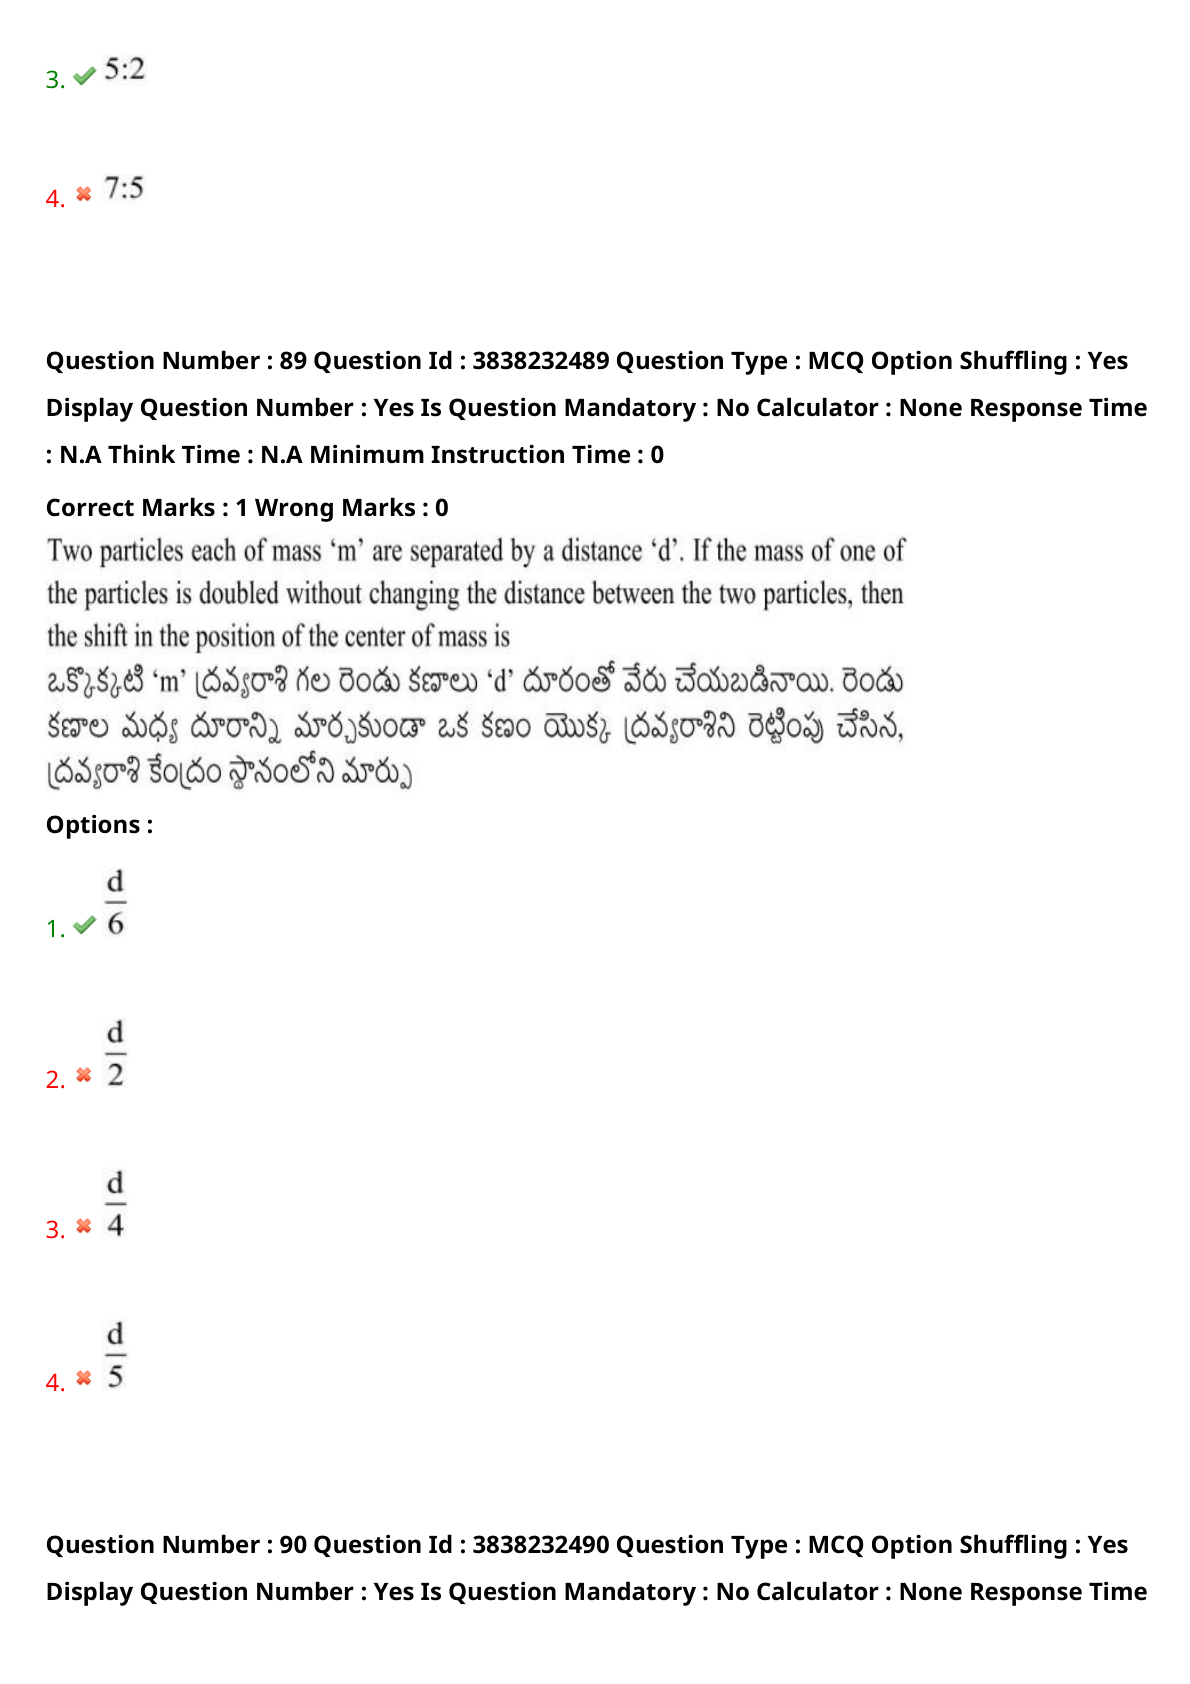 3. 5:2
4. 7:5
Question Number : 89 Question Id : 3838232489 Question Type : MCQ Option Shuffling : Yes
Display Question Number : Yes Is Question Mandatory : No Calculator : None Response Time
: N.A Think Time : N.A Minimum Instruction Time : 0
Correct Marks : 1 Wrong Marks : 0
Two particles each of mass ‘m’ are separated by a distance ‘d’. If the mass of one of
the particles is doubled without changing the distance between the two particles, then
the shift in the position of the center of mass is
ఒక్కొక్కటి ‘m’ ద్రవ్యరాశి గల రెండు కణాలు ‘d’ దూరంతో వేరు చేయబడినాయి. రెండు
కణాల మధ్య దూరాన్ని మార్చకుండా ఒక కణం యొక్క ద్రవ్యరాశిని రెట్టింపు చేసిన,
ద్రవ్యరాశి కేంద్రం స్థానంలోని మార్పు
Options :
1. d/6
2. d/2
3. d/4
4. d/5
Question Number : 90 Question Id : 3838232490 Question Type : MCQ Option Shuffling : Yes
Display Question Number : Yes Is Question Mandatory : No Calculator : None Response Time